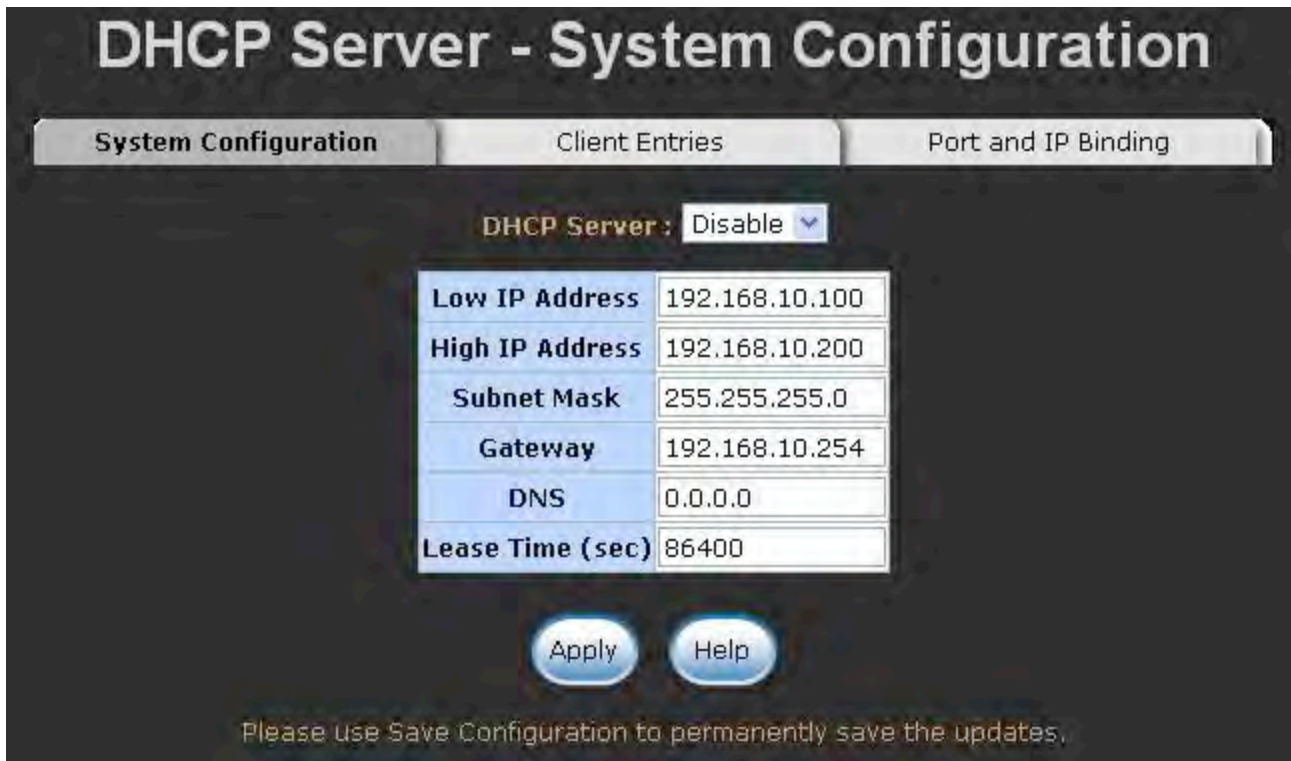 DHCP Server - System Configuration
System Configuration Client Entries Port and IP Binding
DHCP Server : Disable
Low IP Address 192.168.10.100
High IP Address 192.168.10.200
Subnet Mask 255.255.255.0
Gateway 192.168.10.254
DNS 0.0.0.0
Lease Time (sec) 86400
Apply Help
Please use Save Configuration to permanently save the updates.